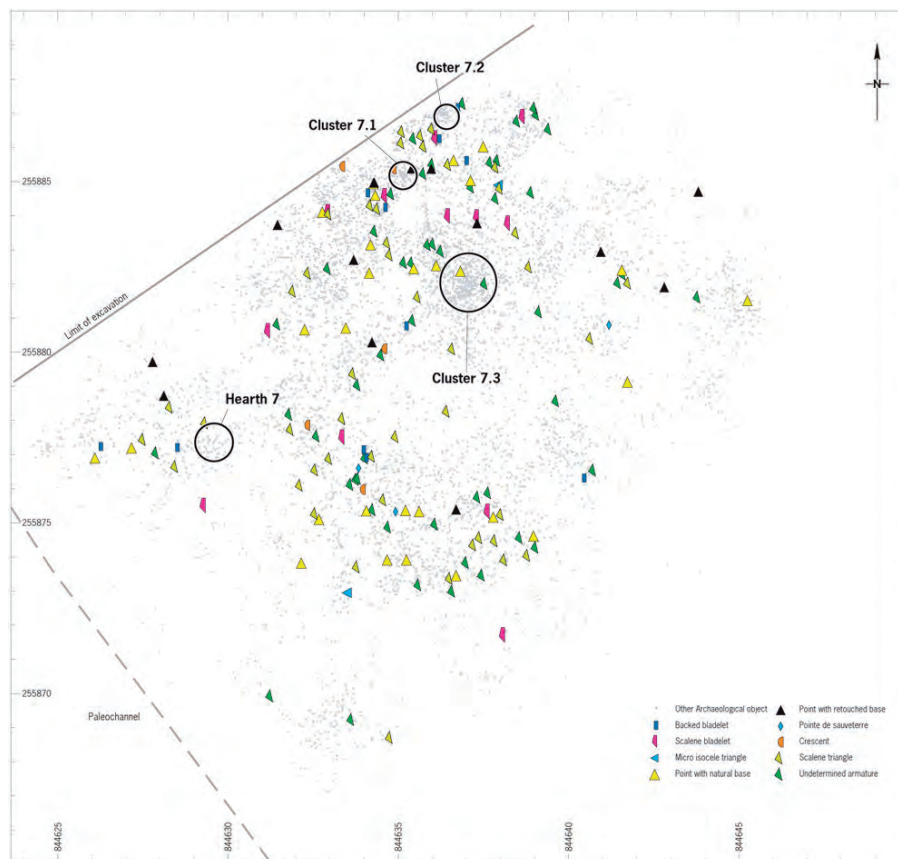 N
Cluster 7.2
Cluster 7.1
255885
Limit of excavation
255880
Cluster 7.3
Hearth 7
255875
255870
Paleochannel
Other Archaeological object
Backed bladelet
Scalene bladelet
Micro isocele triangle
Point with natural base
Point with retouched base
Pointe de sauveterre
Crescent
Scalene triangle
Undetermined armature
844625
844630
844635
844640
844645